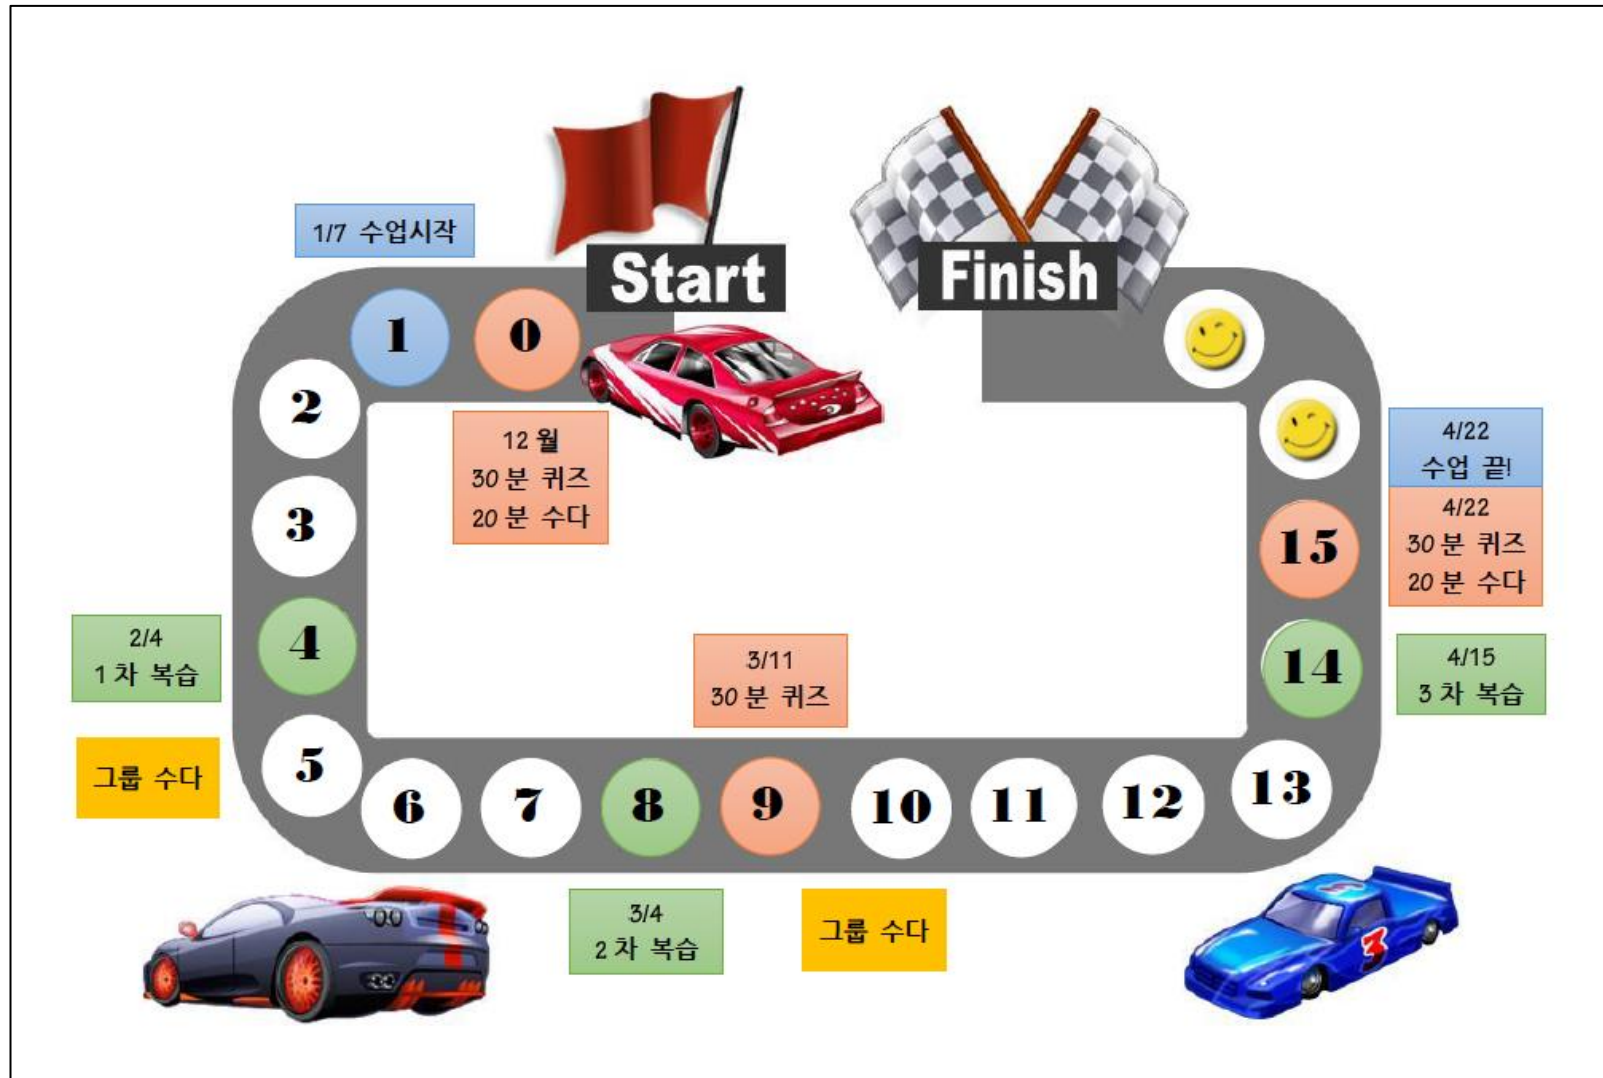 Start
Finish
1/7 수업시작
0
1
2
3
4
5
6
7
8
9
10
11
12
13
14
15
12 월
30 분 퀴즈
20 분 수다
2/4
1 차 복습
그룹 수다
3/4
2 차 복습
3/11
30 분 퀴즈
그룹 수다
4/15
3 차 복습
4/22
수업 끝!
4/22
30 분 퀴즈
20 분 수다
3